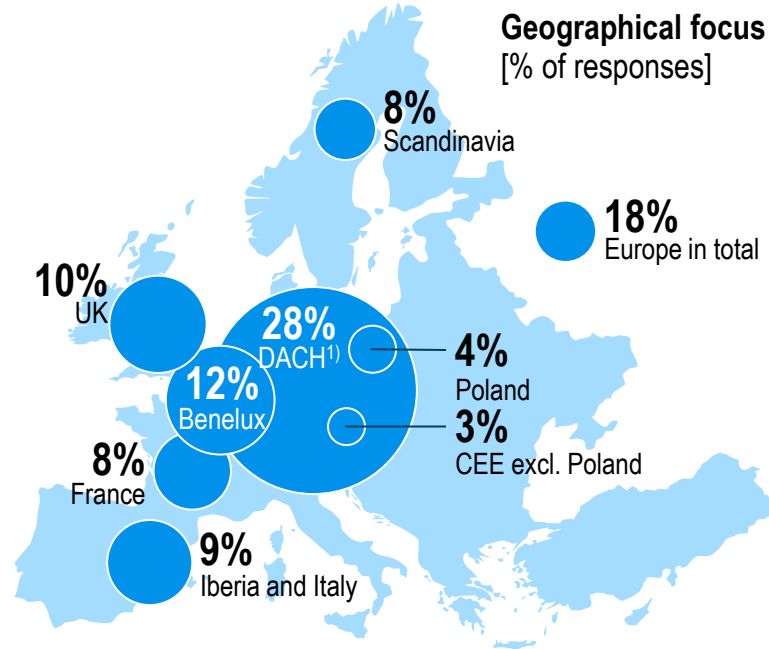 Geographical focus
[% of responses]
8%
Scandinavia
18%
Europe in total
10%
UK
28%
DACH¹⁾
4%
Poland
12%
Benelux
3%
CEE excl. Poland
8%
France
9%
Iberia and Italy